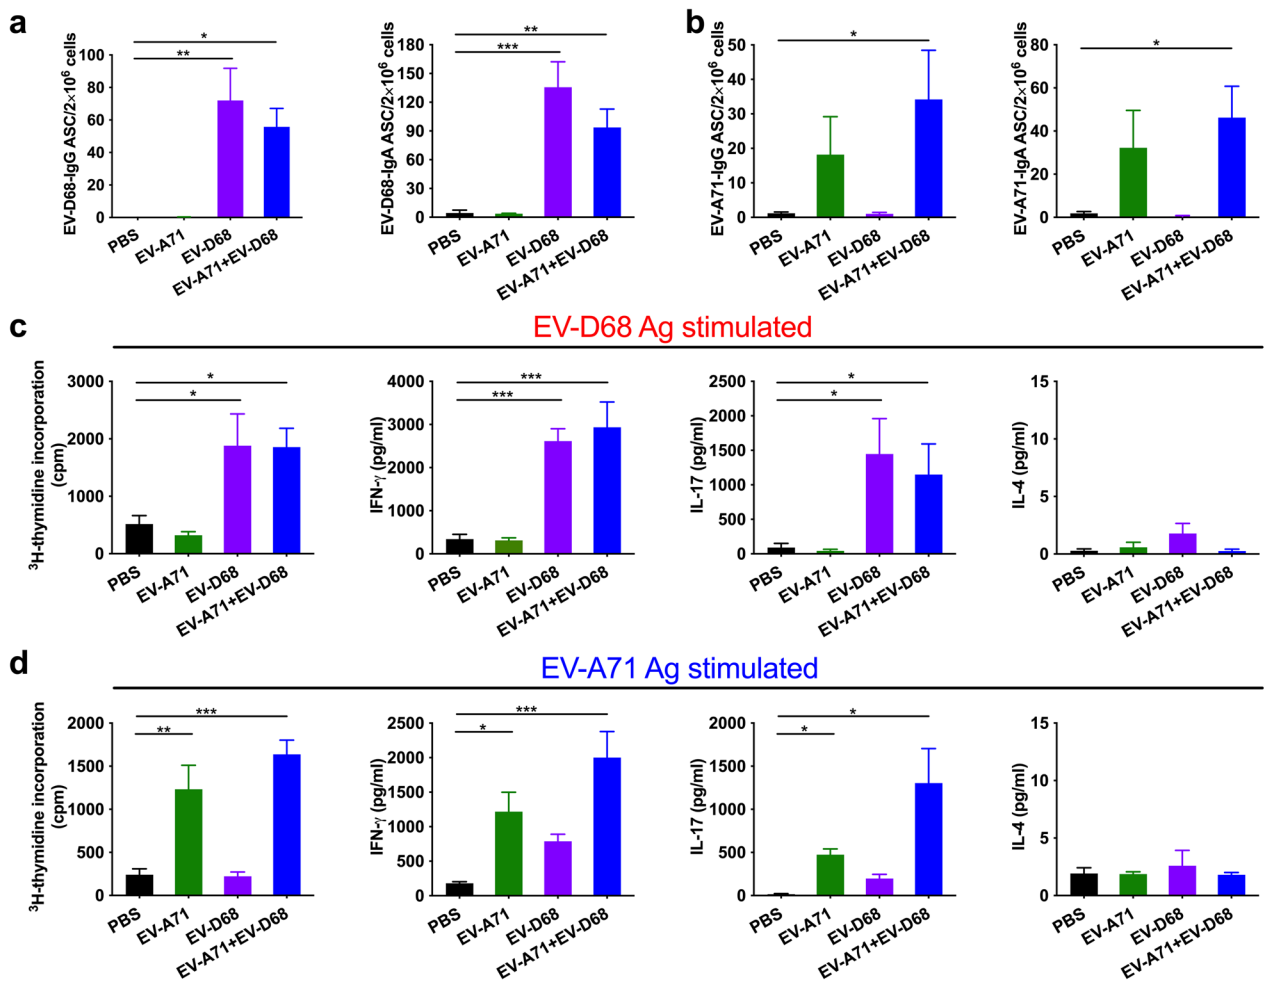 a
EV-D68-IgG ASC/2×10⁶ cells
100
80
60
40
20
0
*
**
PBS
EV-A71
EV-D68
EV-A71+EV-D68
EV-D68-IgA ASC/2×10⁶ cells
180
150
120
90
60
30
0
**
***
PBS
EV-A71
EV-D68
EV-A71+EV-D68
b
EV-A71-IgG ASC/2×10⁶ cells
50
40
30
20
10
0
*
PBS
EV-A71
EV-D68
EV-A71+EV-D68
EV-A71-IgA ASC/2×10⁶ cells
80
60
40
20
0
*
PBS
EV-A71
EV-D68
EV-A71+EV-D68
c
EV-D68 Ag stimulated
³H-thymidine incorporation
(cpm)
3000
2000
1000
0
*
*
PBS
EV-A71
EV-D68
EV-A71+EV-D68
IFN-γ (pg/ml)
4000
3000
2000
1000
0
***
***
PBS
EV-A71
EV-D68
EV-A71+EV-D68
IL-17 (pg/ml)
2500
2000
1500
1000
500
0
*
*
PBS
EV-A71
EV-D68
EV-A71+EV-D68
IL-4 (pg/ml)
15
10
5
0
PBS
EV-A71
EV-D68
EV-A71+EV-D68
d
EV-A71 Ag stimulated
³H-thymidine incorporation
(cpm)
2000
1500
1000
500
0
***
**
PBS
EV-A71
EV-D68
EV-A71+EV-D68
IFN-γ (pg/ml)
2500
2000
1500
1000
500
0
***
*
PBS
EV-A71
EV-D68
EV-A71+EV-D68
IL-17 (pg/ml)
2000
1500
1000
500
0
*
*
PBS
EV-A71
EV-D68
EV-A71+EV-D68
IL-4 (pg/ml)
15
10
5
0
PBS
EV-A71
EV-D68
EV-A71+EV-D68